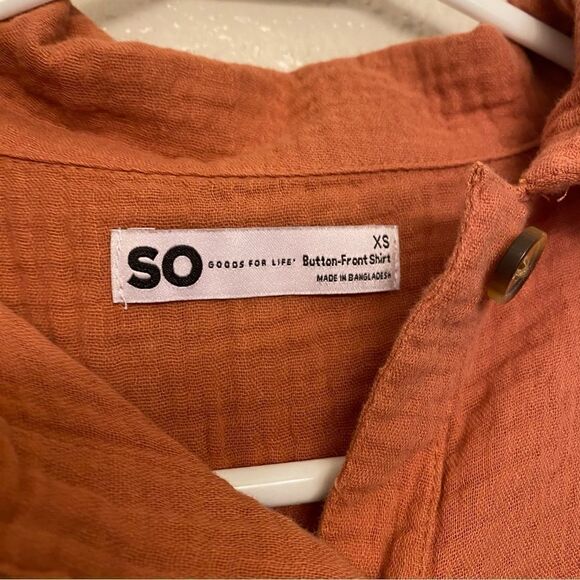 SO GOODS FOR LIFE®
XS
Button-Front Shirt
MADE IN BANGLADESH